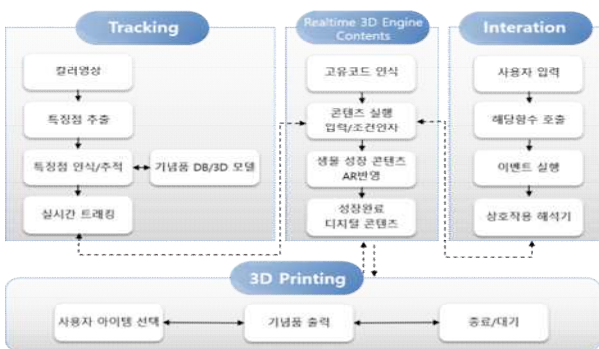 Tracking
컬러영상
특징점 추출
특징점 인식/추적
기념품 DB/3D 모델
실시간 트래킹
Realtime 3D Engine
Contents
고유코드 인식
콘텐츠 실행
입력/조건인자
생물 성장 콘텐츠
AR반영
성장완료
디지털 콘텐츠
Interation
사용자 입력
해당함수 호출
이벤트 실행
상호작용 해석기
3D Printing
사용자 아이템 선택
기념품 출력
종료/대기